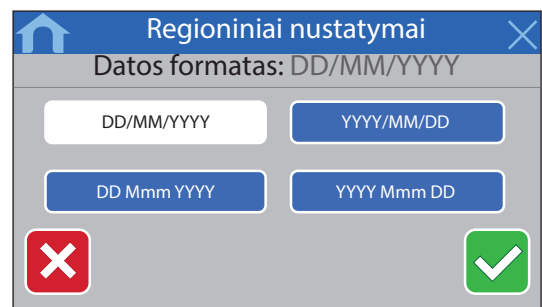 Regioniniai nustatymai
Datos formatas: DD/MM/YYYY
DD/MM/YYYY YYYY/MM/DD
DD Mmm YYYY YYYY Mmm DD